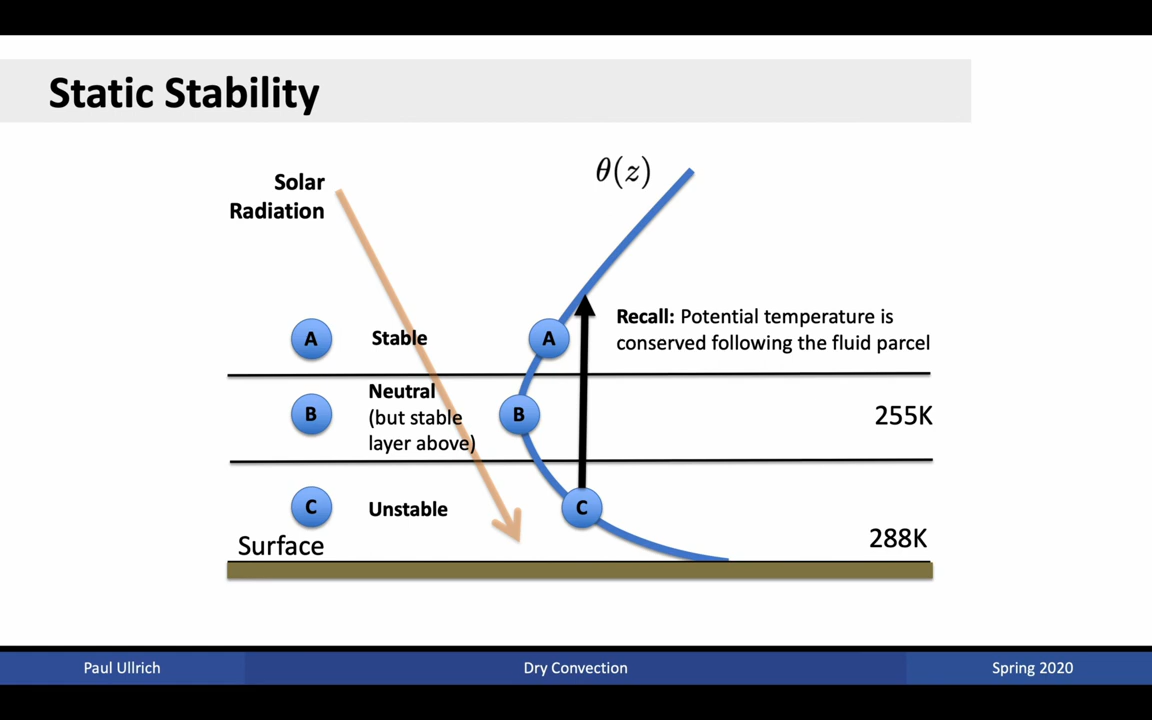 Static Stability
Solar
Radiation
θ(z)
Recall: Potential temperature is
conserved following the fluid parcel
A
Stable
A
B
Neutral
(but stable
layer above)
B
255K
C
Unstable
C
Surface
288K
Paul Ullrich
Dry Convection
Spring 2020